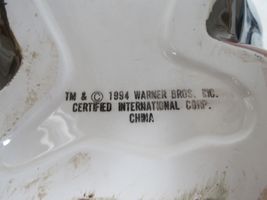 TM & © 1994 WARNER BROS. INC.
CERTIFIED INTERNATIONAL CORP.
CHINA